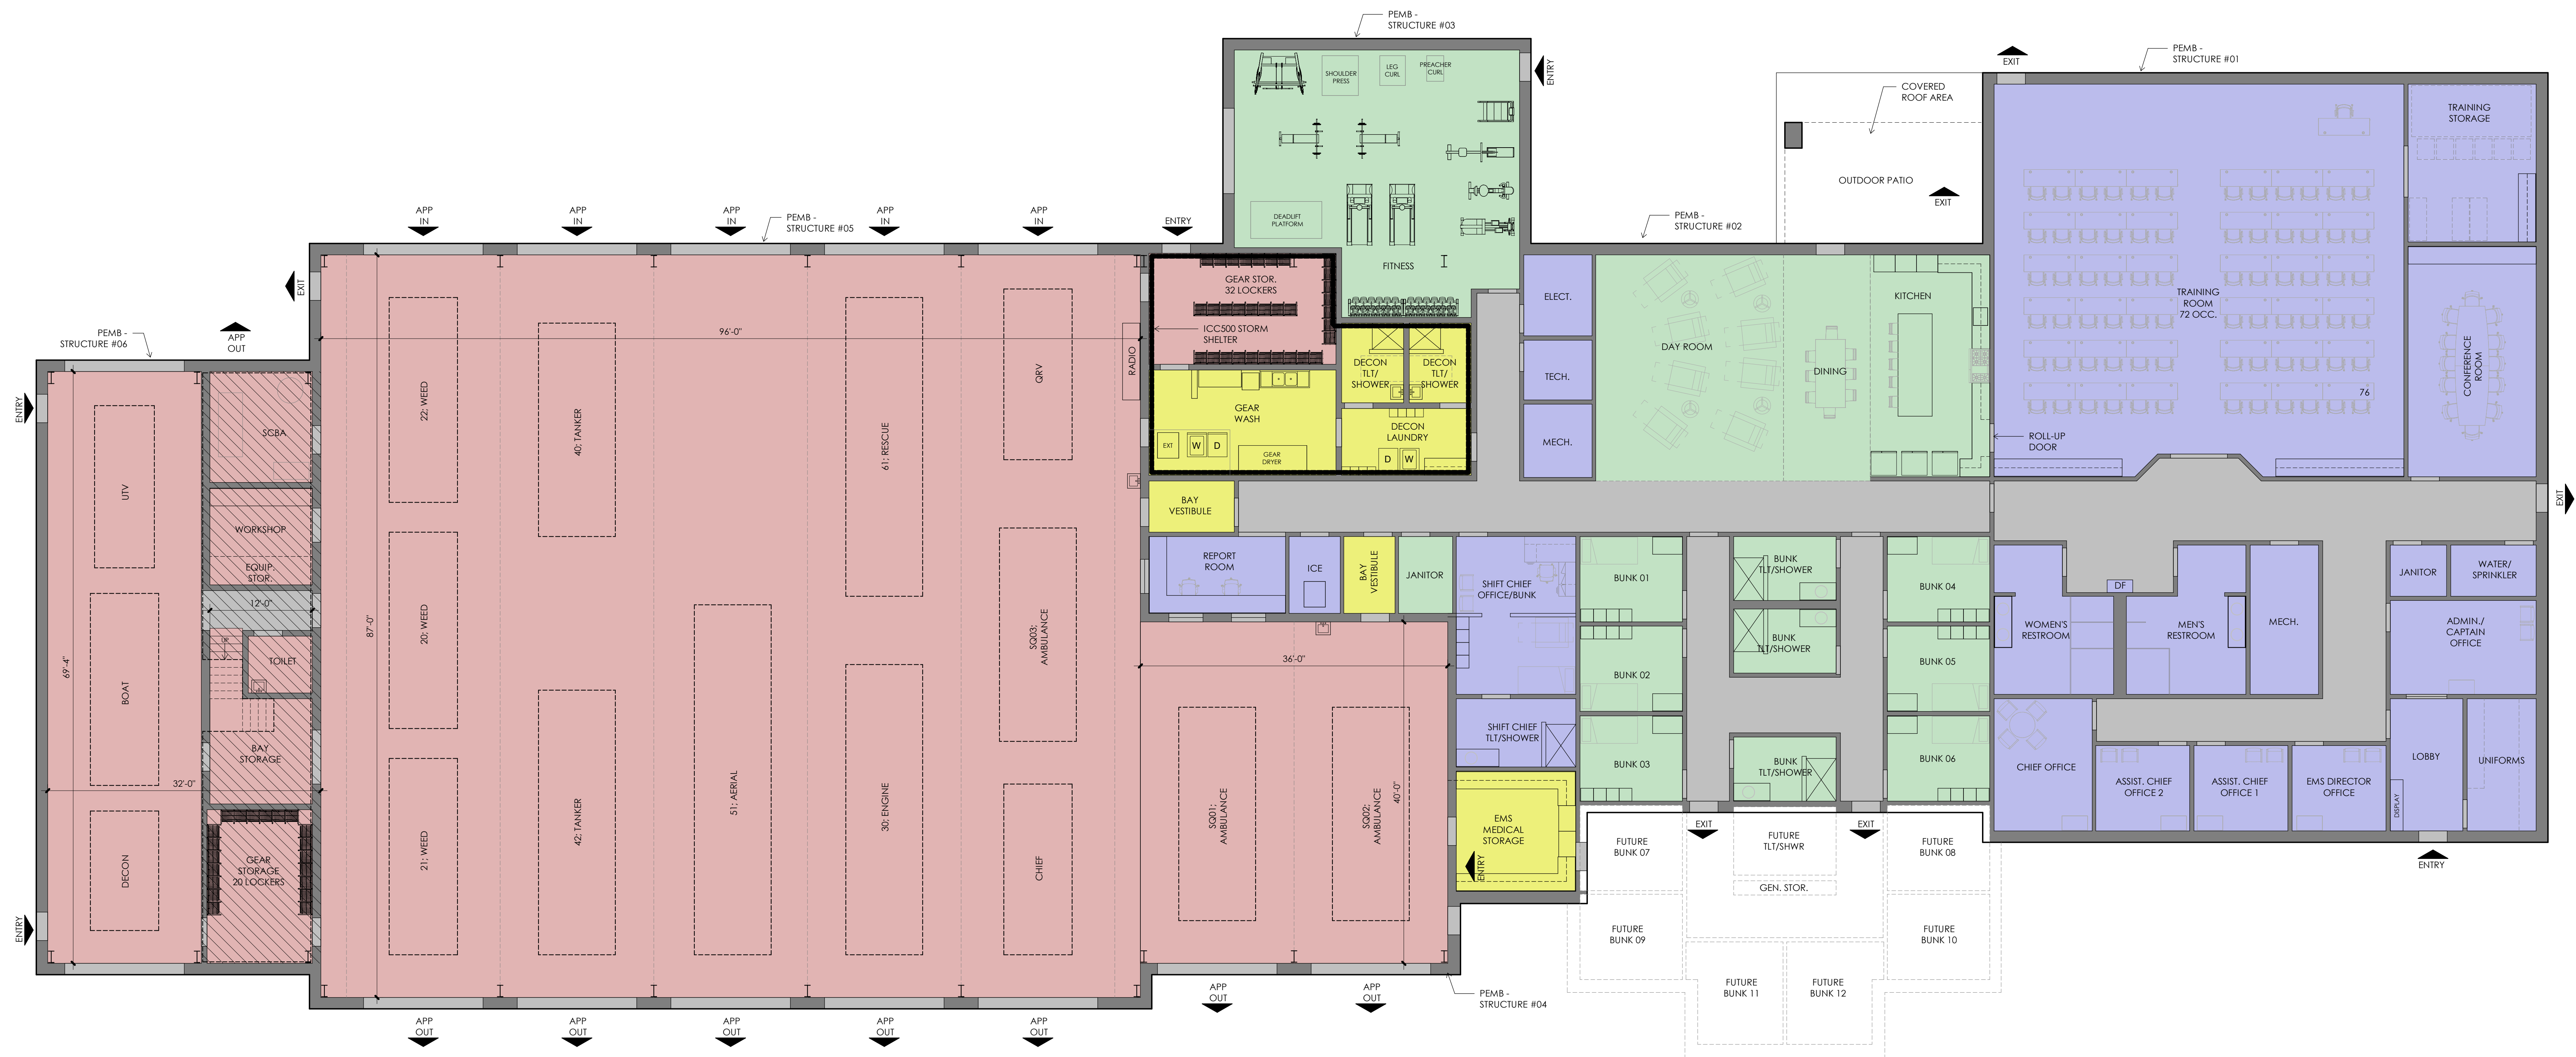 PEMB -
STRUCTURE #03
PEMB -
STRUCTURE #01
EXIT
ENTRY
SHOULDER
PRESS
LEG
CURL
PREACHER
CURL
COVERED
ROOF AREA
TRAINING
STORAGE
OUTDOOR PATIO
EXIT
DEADLIFT
PLATFORM
FITNESS
APP
IN
APP
IN
APP
IN
PEMB -
STRUCTURE #05
APP
IN
APP
IN
ENTRY
PEMB -
STRUCTURE #02
EXIT
GEAR STOR.
32 LOCKERS
ELECT.
KITCHEN
TRAINING
ROOM
72 OCC.
PEMB -
STRUCTURE #06
APP
OUT
96'-0"
ICC500 STORM
SHELTER
RADIO
DAY ROOM
DINING
TECH.
DECON
TLT/
SHOWER
DECON
TLT/
SHOWER
CONFERENCE
ROOM
76
ENTRY
22; WEED
40; TANKER
61; RESCUE
QRV
GEAR
WASH
DECON
LAUNDRY
MECH.
ROLL-UP
DOOR
EXT
W
D
GEAR
DRYER
D
W
SCBA
UTV
WORKSHOP
EQUIP.
STOR.
12'-0"
BAY
VESTIBULE
EXIT
REPORT
ROOM
ICE
BAY
VESTIBULE
JANITOR
SHIFT CHIEF
OFFICE/BUNK
BUNK 01
BUNK
TLT/SHOWER
BUNK 04
DF
JANITOR
WATER/
SPRINKLER
87'-0"
20; WEED
SQ03;
AMBULANCE
BUNK
TLT/SHOWER
WOMEN'S
RESTROOM
MEN'S
RESTROOM
MECH.
ADMIN./
CAPTAIN
OFFICE
UP
TOILET
69'-4"
BOAT
36'-0"
BUNK 02
BUNK 05
BAY
STORAGE
32'-0"
SHIFT CHIEF
TLT/SHOWER
BUNK 03
BUNK
TLT/SHOWER
BUNK 06
CHIEF OFFICE
ASSIST. CHIEF
OFFICE 2
ASSIST. CHIEF
OFFICE 1
EMS DIRECTOR
OFFICE
LOBBY
DISPLAY
UNIFORMS
51; AERIAL
40'-0"
SQ01;
AMBULANCE
SQ02;
AMBULANCE
21; WEED
42; TANKER
30; ENGINE
CHIEF
EMS
MEDICAL
STORAGE
ENTRY
DECON
GEAR
STORAGE
20 LOCKERS
ENTRY
EXIT
EXIT
FUTURE
BUNK 07
FUTURE
TLT/SHWR
FUTURE
BUNK 08
ENTRY
GEN. STOR.
FUTURE
BUNK 09
FUTURE
BUNK 10
FUTURE
BUNK 11
FUTURE
BUNK 12
APP
OUT
APP
OUT
PEMB -
STRUCTURE #04
APP
OUT
APP
OUT
APP
OUT
APP
OUT
APP
OUT